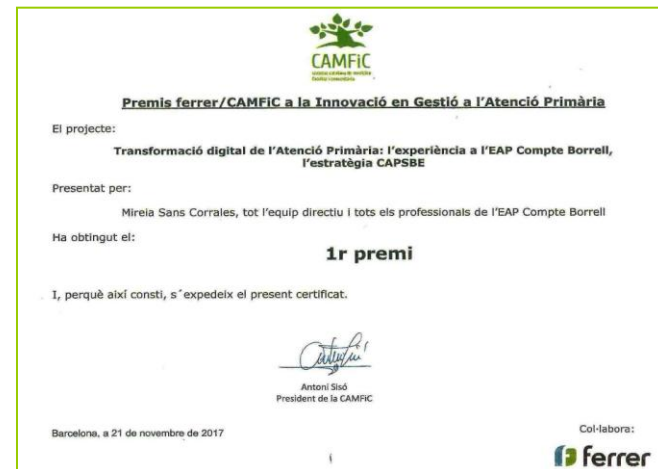 CAMFiC
societat catalana de medicina
familiar i comunitària
Premis ferrer/CAMFiC a la Innovació en Gestió a l'Atenció Primària
El projecte:
Transformació digital de l'Atenció Primària: l'experiència a l'EAP Compte Borrell,
l'estratègia CAPSBE
Presentat per:
Mireia Sans Corrales, tot l'equip directiu i tots els professionals de l'EAP Compte Borrell
Ha obtingut el:
1r premi
I, perquè així consti, s´expedeix el present certificat.
Antoni Sisó
President de la CAMFiC
Barcelona, a 21 de novembre de 2017
Col·labora:
ferrer